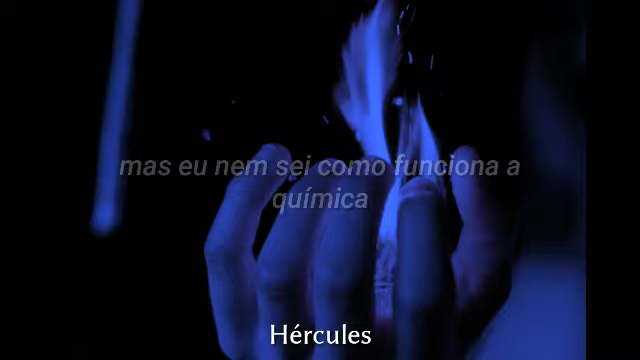 mas eu nem sei como funciona a
química
Hércules